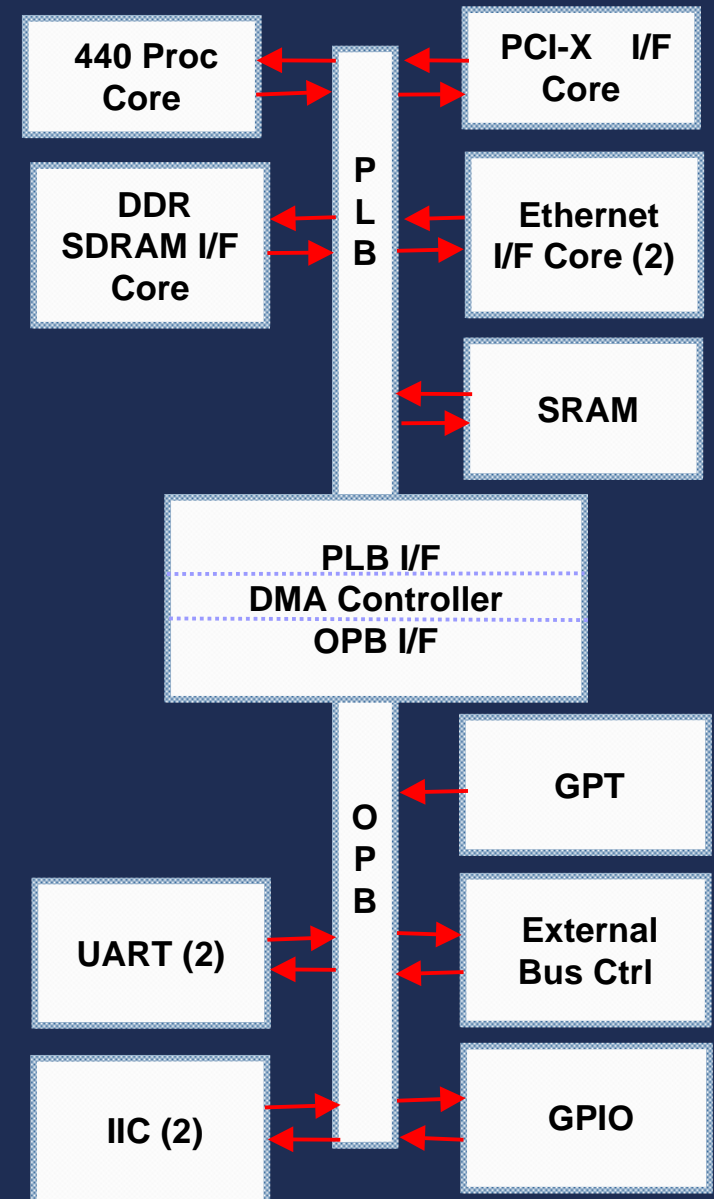 440 Proc
Core
PCI-X I/F
Core
P
L
B
DDR
SDRAM I/F
Core
Ethernet
I/F Core (2)
SRAM
PLB I/F
DMA Controller
OPB I/F
GPT
O
P
B
UART (2)
External
Bus Ctrl
IIC (2)
GPIO